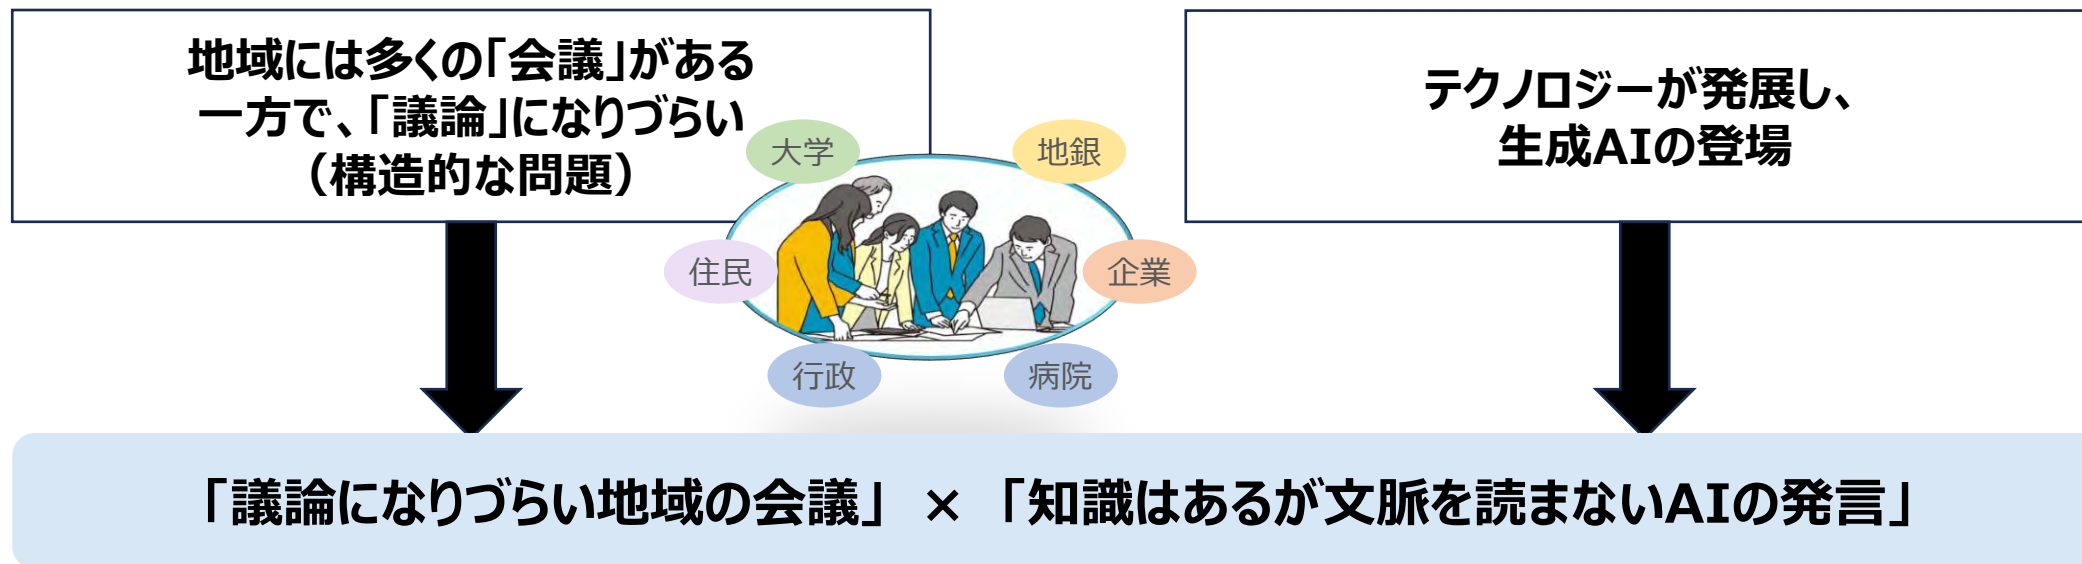 地域には多くの「会議」がある
一方で、「議論」になりづらい
（構造的な問題）
テクノロジーが発展し、
生成AIの登場
大学
地銀
住民
企業
行政
病院
「議論になりづらい地域の会議」 × 「知識はあるが文脈を読まないAIの発言」